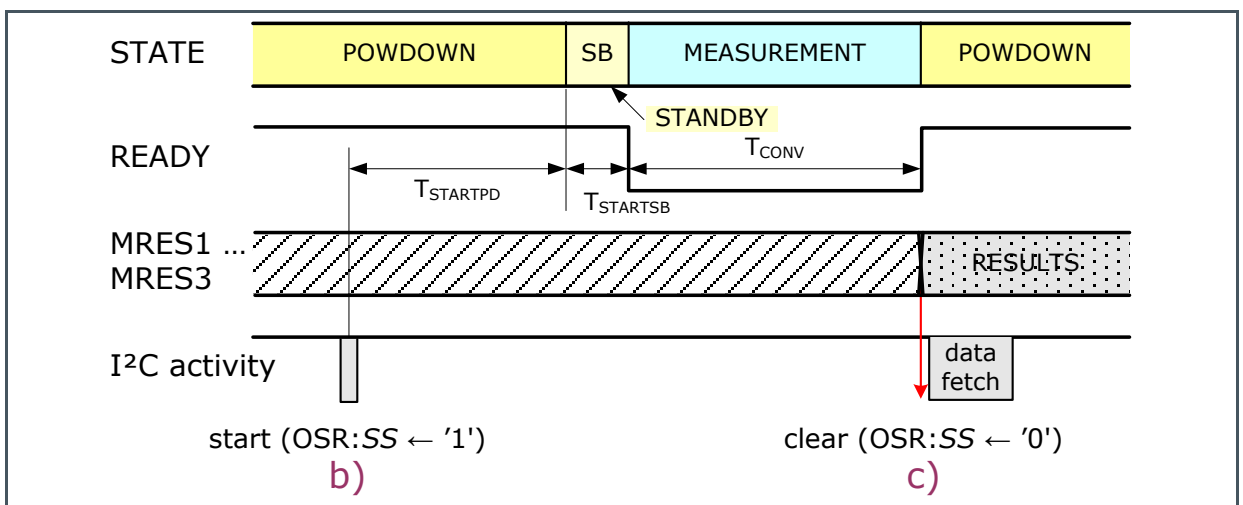 STATE
POWDOWN
SB
MEASUREMENT
POWDOWN
STANDBY
READY
TSTARTPD
TSTARTSB
TCONV
MRES1 ...
MRES3
RESULTS
I²C activity
data
fetch
start (OSR:SS ← '1')
clear (OSR:SS ← '0')
b)
c)